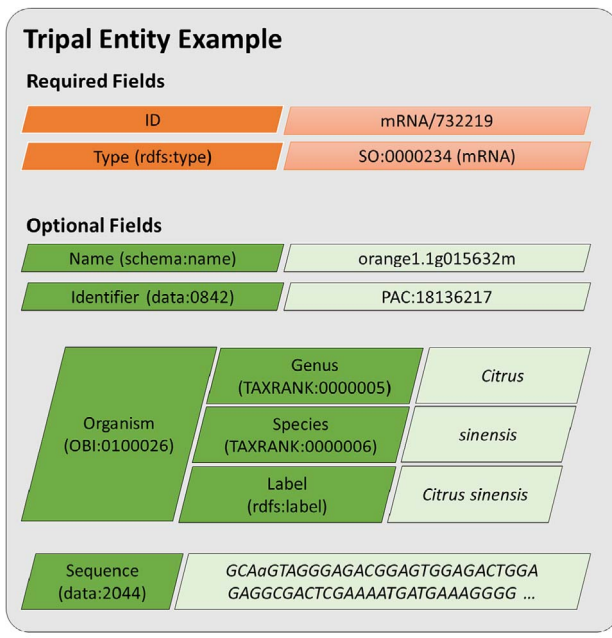 Tripal Entity Example
Required Fields
ID
mRNA/732219
Type (rdfs:type)
SO:0000234 (mRNA)
Optional Fields
Name (schema:name)
orange1.1g015632m
Identifier (data:0842)
PAC:18136217
Organism
(OBI:0100026)
Genus
(TAXRANK:0000005)
Citrus
Species
(TAXRANK:0000006)
sinensis
Label
(rdfs:label)
Citrus sinensis
Sequence
(data:2044)
GCAaGTAGGGAGACGGAGTGGAGACTGGA
GAGGCGACTCGAAAATGATGAAAGGGG ...